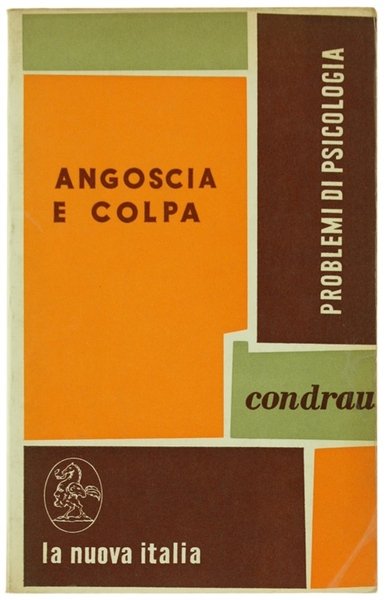 ANGOSCIA
E COLPA
PROBLEMI DI PSICOLOGIA
condrau
la nuova italia